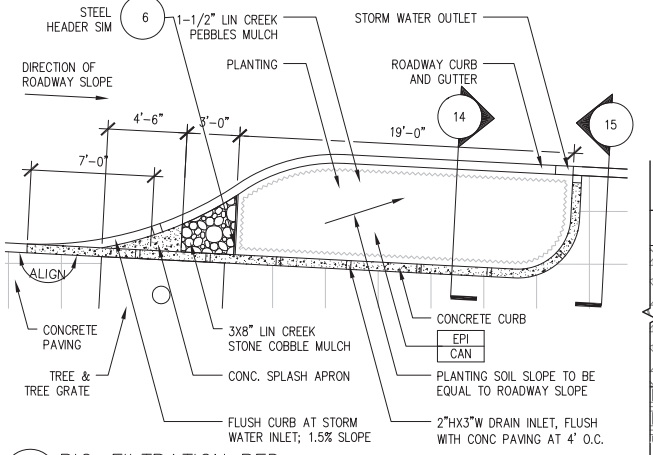 STEEL
HEADER SIM
6
1-1/2" LIN CREEK
PEBBLES MULCH
STORM WATER OUTLET
DIRECTION OF
ROADWAY SLOPE
PLANTING
ROADWAY CURB
AND GUTTER
4'-6"
3'-0"
19'-0"
14
15
7'-0"
ALIGN
CONCRETE
PAVING
3X8" LIN CREEK
STONE COBBLE MULCH
CONCRETE CURB
EPI
CAN
TREE &
TREE GRATE
CONC. SPLASH APRON
PLANTING SOIL SLOPE TO BE
EQUAL TO ROADWAY SLOPE
FLUSH CURB AT STORM
WATER INLET; 1.5% SLOPE
2"HX3"W DRAIN INLET, FLUSH
WITH CONC PAVING AT 4' O.C.